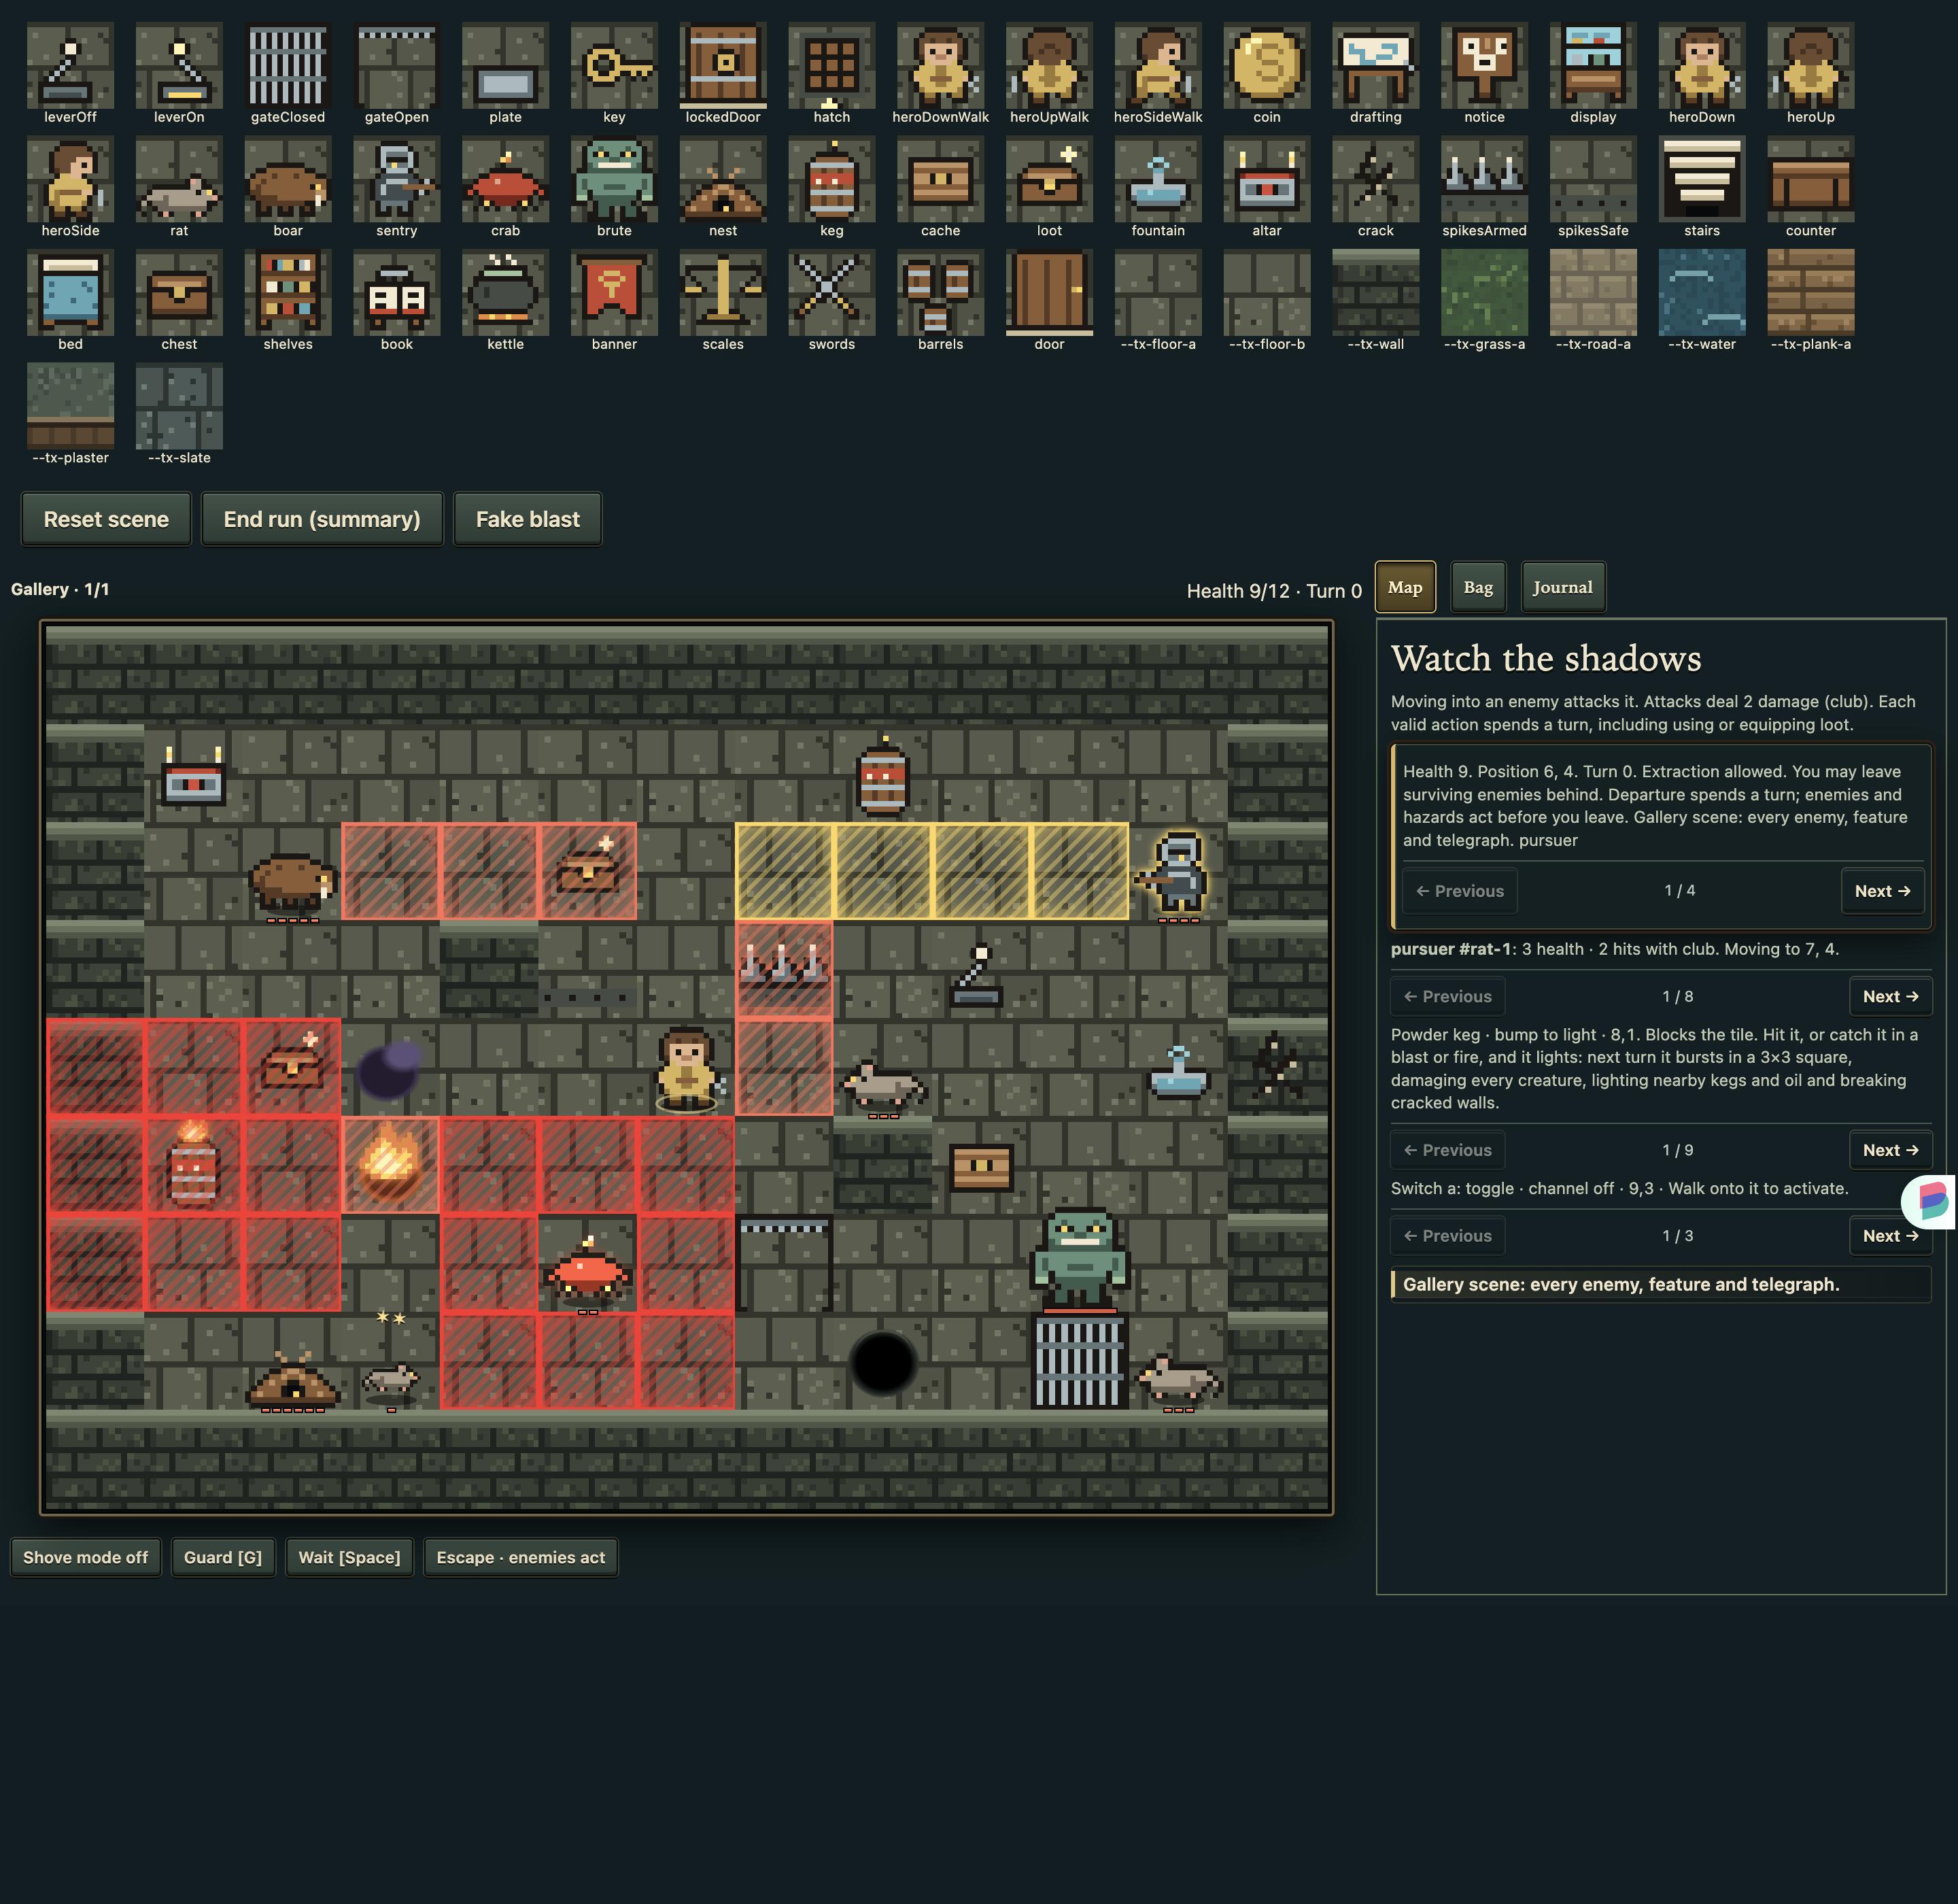 leverOff leverOn gateClosed gateOpen plate key lockedDoor hatch heroDownWalk heroUpWalk heroSideWalk coin drafting notice display heroDown heroUp
heroSide rat boar sentry crab brute nest keg cache loot fountain altar crack spikesArmed spikesSafe stairs counter
bed chest shelves book kettle banner scales swords barrels door --tx-floor-a --tx-floor-b --tx-wall --tx-grass-a --tx-road-a --tx-water --tx-plank-a
--tx-plaster --tx-slate
Reset scene End run (summary) Fake blast
Gallery · 1/1
Health 9/12 · Turn 0
Map Bag Journal
Watch the shadows
Moving into an enemy attacks it. Attacks deal 2 damage (club). Each
valid action spends a turn, including using or equipping loot.
Health 9. Position 6, 4. Turn 0. Extraction allowed. You may leave
surviving enemies behind. Departure spends a turn; enemies and
hazards act before you leave. Gallery scene: every enemy, feature
and telegraph. pursuer
← Previous 1 / 4 Next →
pursuer #rat-1: 3 health · 2 hits with club. Moving to 7, 4.
← Previous 1 / 8 Next →
Powder keg · bump to light · 8,1. Blocks the tile. Hit it, or catch it in a
blast or fire, and it lights: next turn it bursts in a 3×3 square,
damaging every creature, lighting nearby kegs and oil and breaking
cracked walls.
← Previous 1 / 9 Next →
Switch a: toggle · channel off · 9,3 · Walk onto it to activate.
← Previous 1 / 3 Next →
Gallery scene: every enemy, feature and telegraph.
Shove mode off Guard [G] Wait [Space] Escape · enemies act